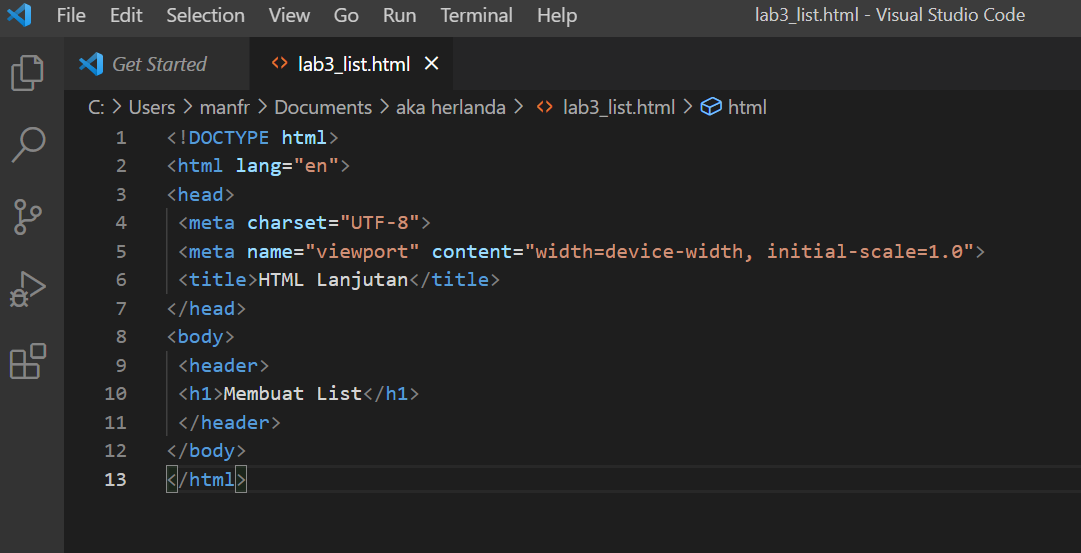 File Edit Selection View Go Run Terminal Help lab3_list.html - Visual Studio Code
Get Started lab3_list.html
C: > Users > manfr > Documents > aka herlanda > lab3_list.html > html
1 <!DOCTYPE html>
2 <html lang="en">
3 <head>
4 <meta charset="UTF-8">
5 <meta name="viewport" content="width=device-width, initial-scale=1.0">
6 <title>HTML Lanjutan</title>
7 </head>
8 <body>
9 <header>
10 <h1>Membuat List</h1>
11 </header>
12 </body>
13 </html>